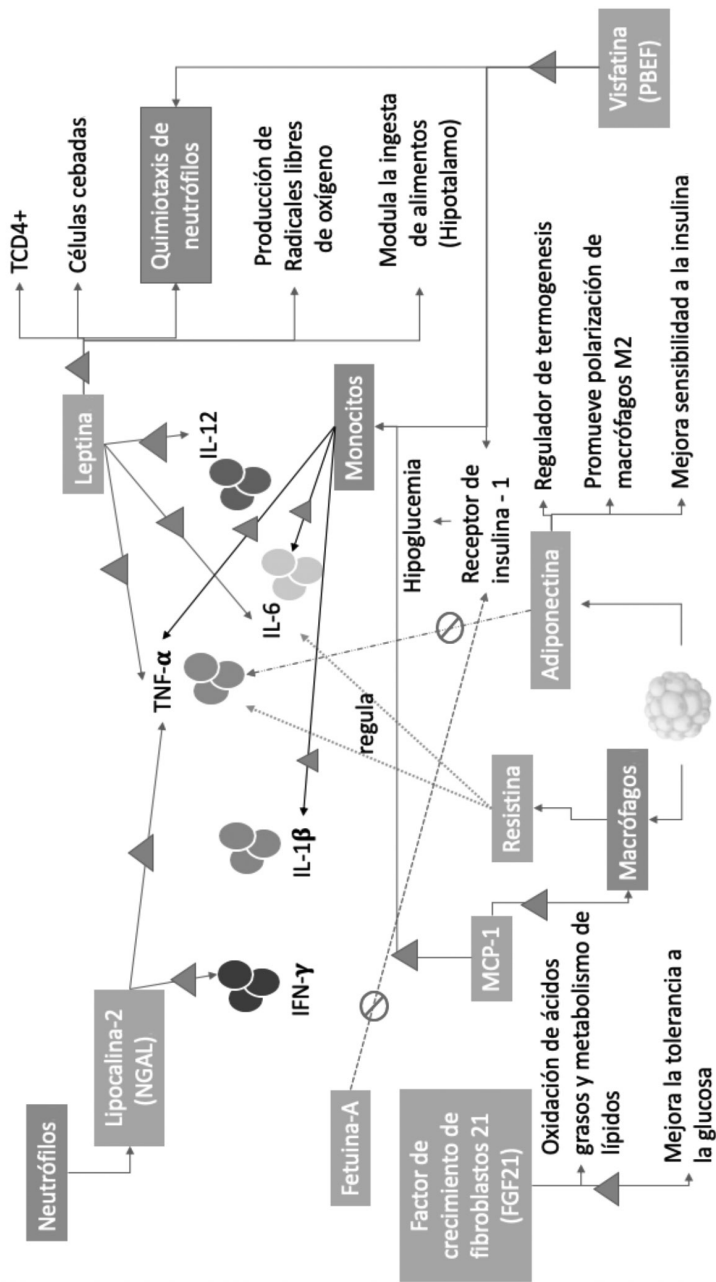 Neutrófilos
Lipocalina-2
(NGAL)
Leptina
TCD4+
Células cebadas
Quimiotaxis de
neutrófilos
Producción de
Radicales libres
de oxígeno
Modula la ingesta
de alimentos
(Hipotalamo)
IFN-γ
IL-1β
TNF-α
IL-6
IL-12
Monocitos
Fetuina-A
regula
Hipoglucemia
Receptor de
insulina - 1
Factor de
crecimiento de
fibroblastos 21
(FGF21)
MCP-1
Resistina
Macrófagos
Adiponectina
Regulador de termogenesis
Promueve polarización de
macrófagos M2
Mejora sensibilidad a la insulina
Visfatina
(PBEF)
Oxidación de ácidos
grasos y metabolismo de
lípidos
Mejora la tolerancia a
la glucosa